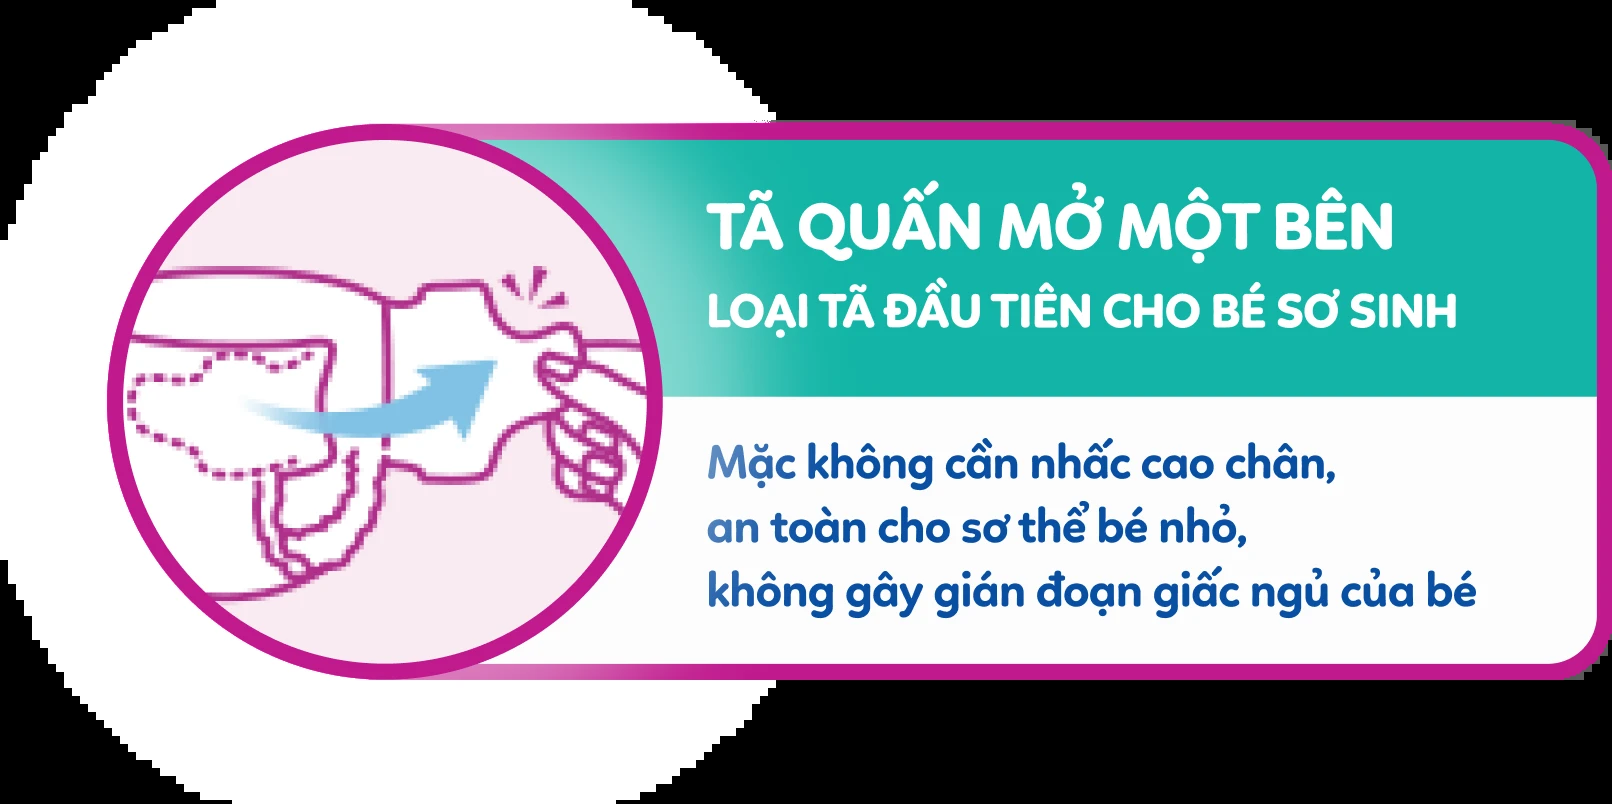 TÃ QUẤN MỞ MỘT BÊN
LOẠI TÃ ĐẦU TIÊN CHO BÉ SƠ SINH
Mặc không cần nhấc cao chân,
an toàn cho sơ thể bé nhỏ,
không gây gián đoạn giấc ngủ của bé